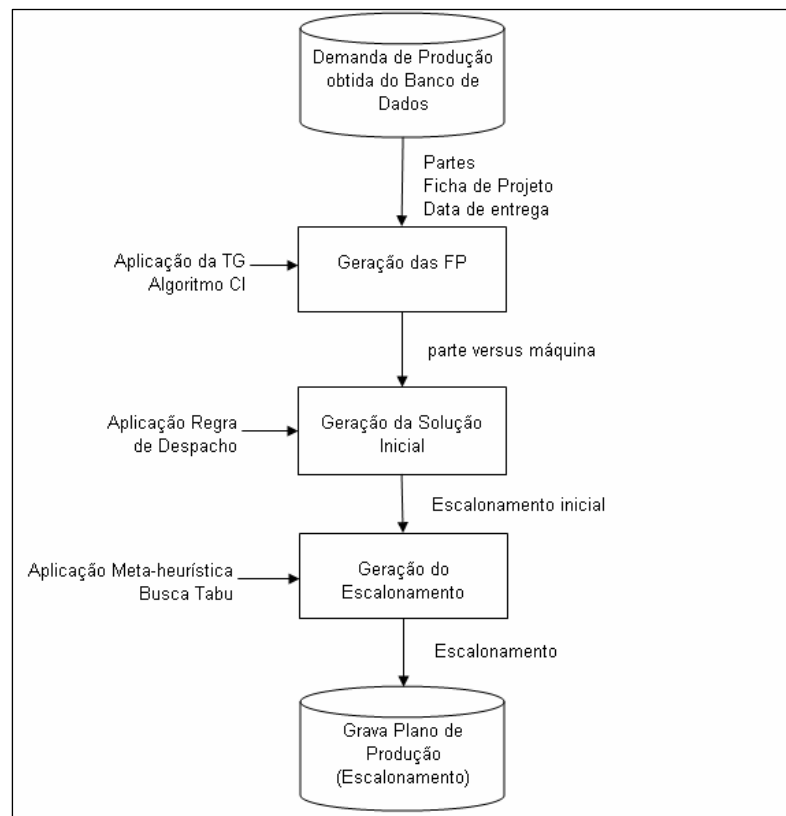 Demanda de Produção
obtida do Banco de
Dados
Partes
Ficha de Projeto
Data de entrega
Aplicação da TG
Algoritmo CI
Geração das FP
parte versus máquina
Aplicação Regra
de Despacho
Geração da Solução
Inicial
Escalonamento inicial
Aplicação Meta-heurística
Busca Tabu
Geração do
Escalonamento
Escalonamento
Grava Plano de
Produção
(Escalonamento)